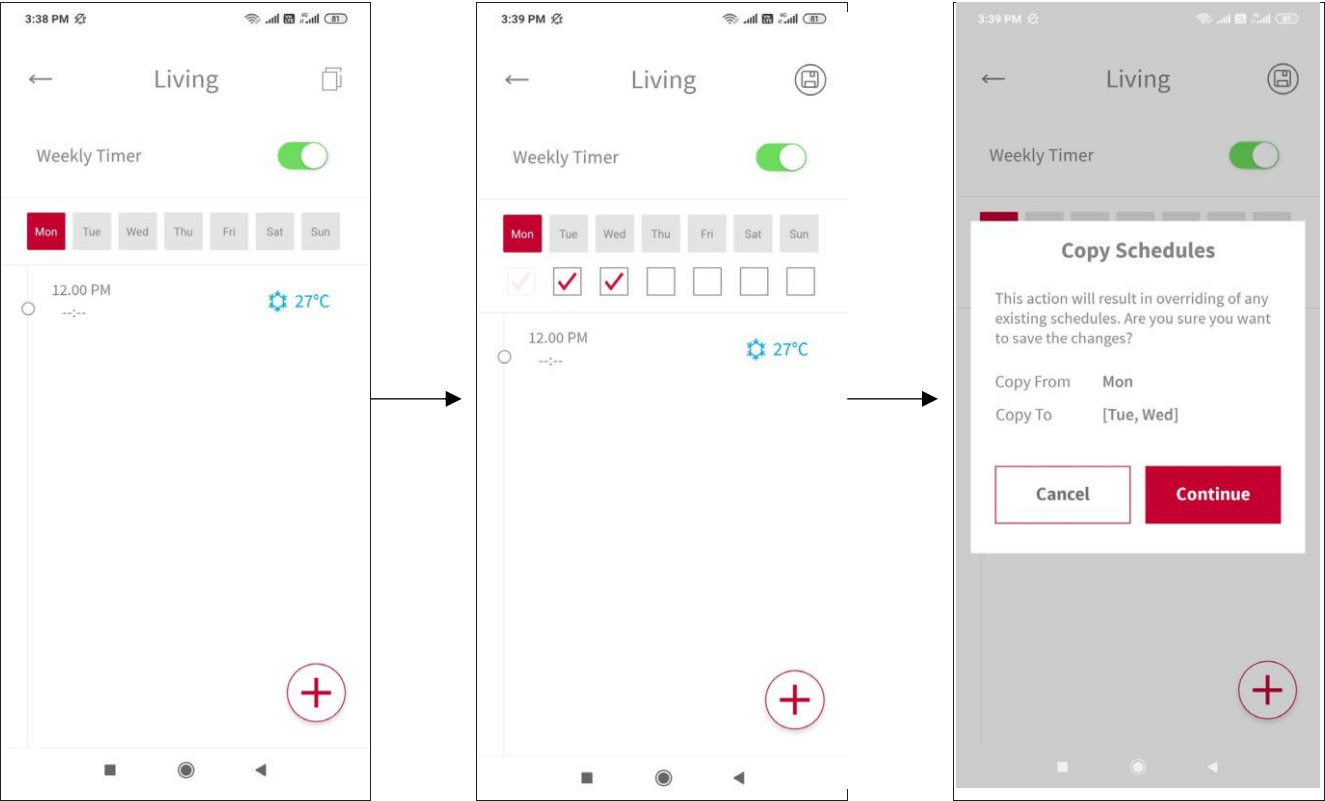 3:38 PM 81
Living
Weekly Timer
Mon Tue Wed Thu Fri Sat Sun
12.00 PM
--:--
27°C
3:39 PM 81
Living
Weekly Timer
Mon Tue Wed Thu Fri Sat Sun
12.00 PM
--:--
27°C
3:39 PM 81
Living
Weekly Timer
Copy Schedules
This action will result in overriding of any
existing schedules. Are you sure you want
to save the changes?
Copy From Mon
Copy To [Tue, Wed]
Cancel Continue